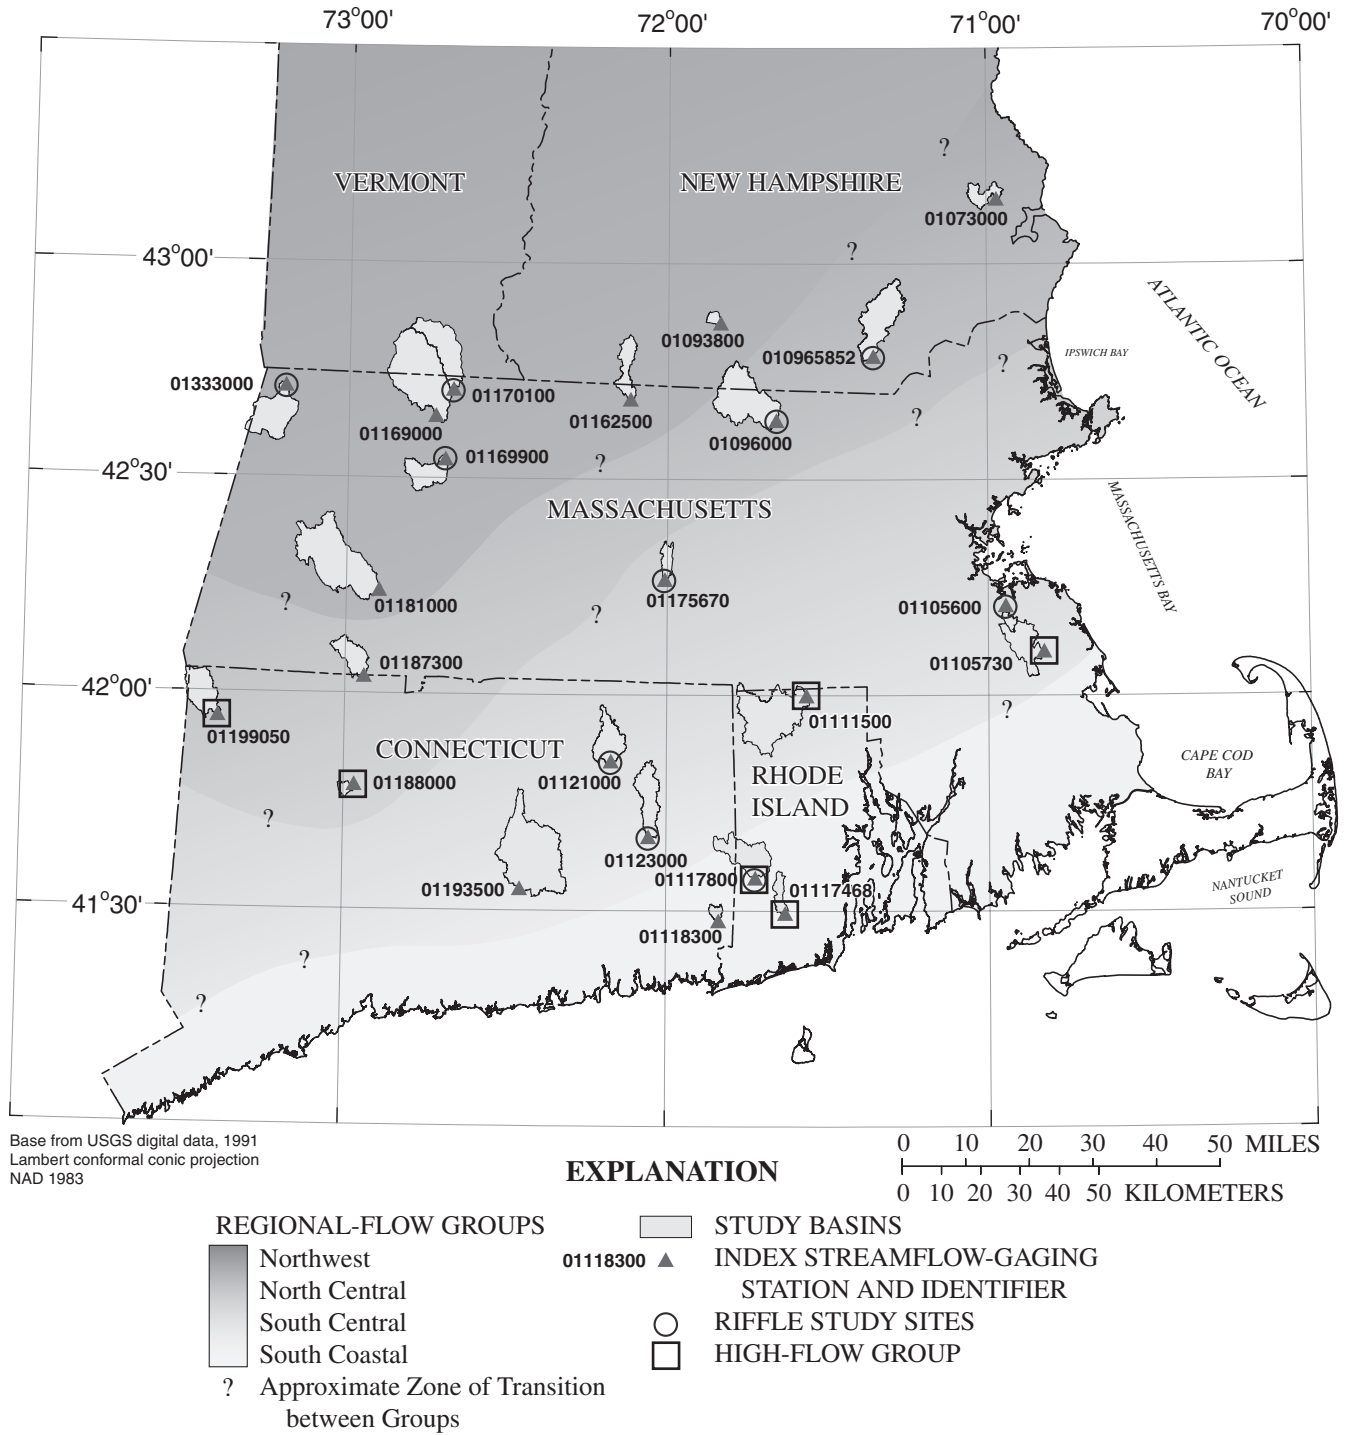 73°00'
72°00'
71°00'
70°00'
?
VERMONT
NEW HAMPSHIRE
01073000
43°00'
?
ATLANTIC OCEAN
01093800
010965852
IPSWICH BAY
?
01333000
01170100
01162500
01169000
01096000
?
42°30'
01169900
?
MASSACHUSETTS
MASSACHUSETTS BAY
01175670
?
01181000
?
01105600
01105730
01187300
42°00'
?
01111500
01199050
CONNECTICUT
01188000
01121000
RHODE
ISLAND
CAPE COD
BAY
?
01123000
01117800
01117468
01193500
NANTUCKET
SOUND
41°30'
01118300
?
?
Base from USGS digital data, 1991
Lambert conformal conic projection
NAD 1983
0 10 20 30 40 50 MILES
0 10 20 30 40 50 KILOMETERS
EXPLANATION
REGIONAL-FLOW GROUPS
Northwest
North Central
South Central
South Coastal
? Approximate Zone of Transition
between Groups
STUDY BASINS
01118300 INDEX STREAMFLOW-GAGING
STATION AND IDENTIFIER
RIFFLE STUDY SITES
HIGH-FLOW GROUP